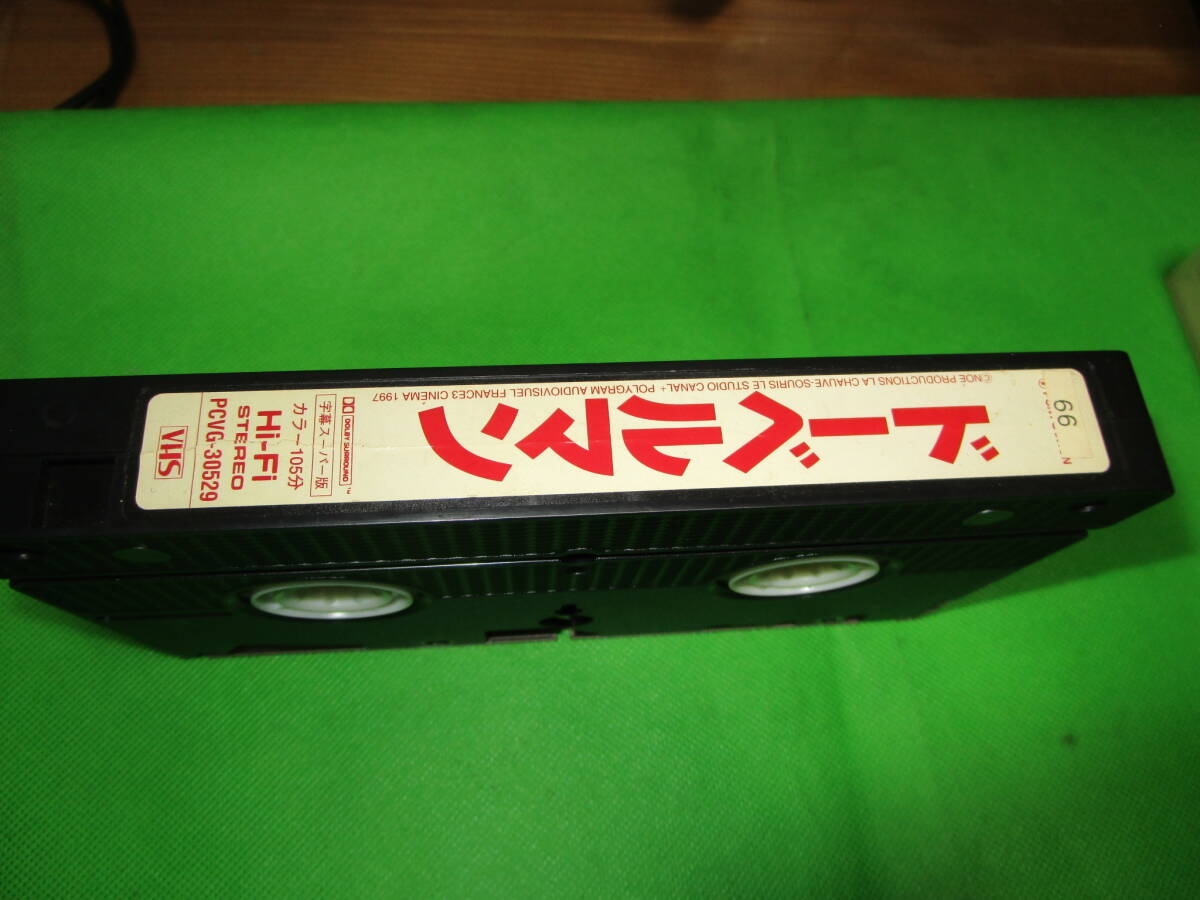 ドーベルマン
©NOE PRODUCTIONS LA CHAUVE-SOURIS LE STUDIO CANAL+ POLYGRAM AUDIOVISUEL FRANCE3 CINEMA 1997
DOLBY SURROUND™
字幕スーパー版
カラー105分
Hi-Fi
STEREO
PCVG-30529
VHS